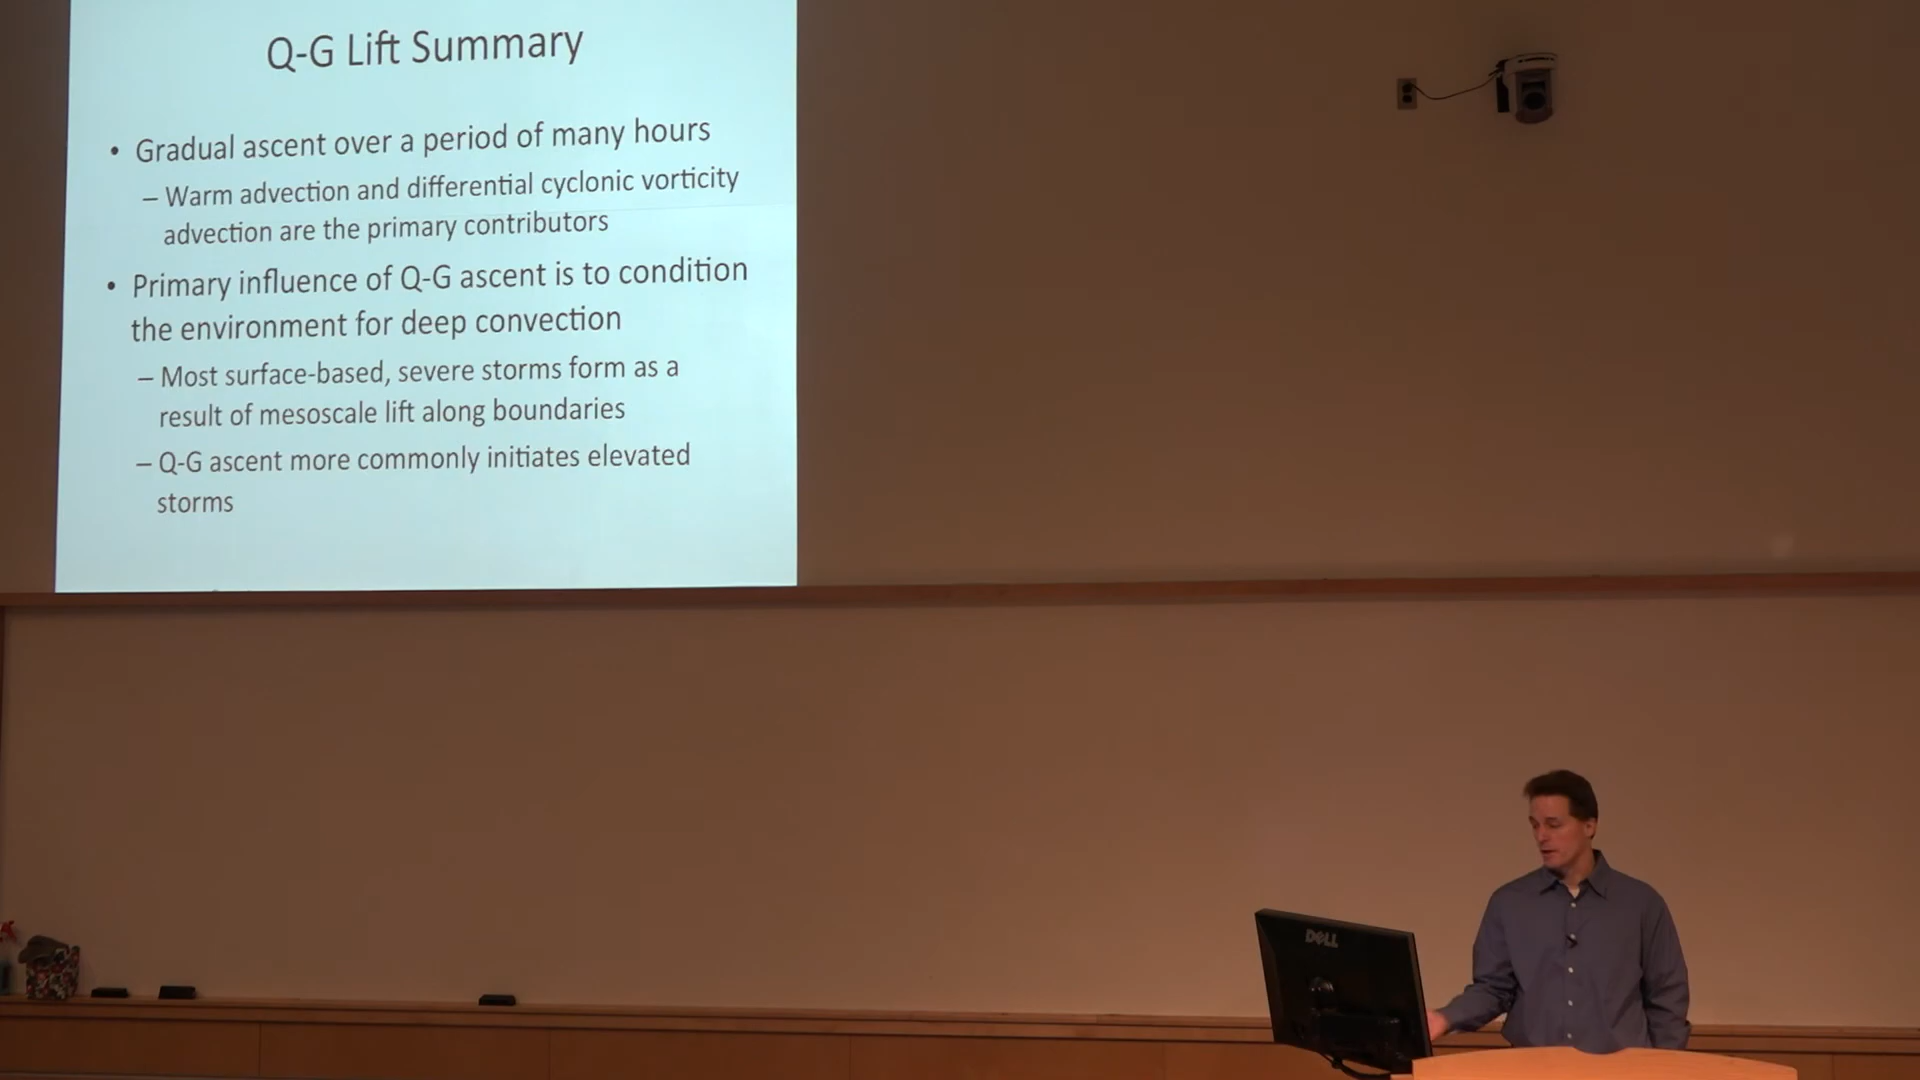 Q-G Lift Summary
• Gradual ascent over a period of many hours
– Warm advection and differential cyclonic vorticity
advection are the primary contributors
• Primary influence of Q-G ascent is to condition
the environment for deep convection
– Most surface-based, severe storms form as a
result of mesoscale lift along boundaries
– Q-G ascent more commonly initiates elevated
storms
DELL